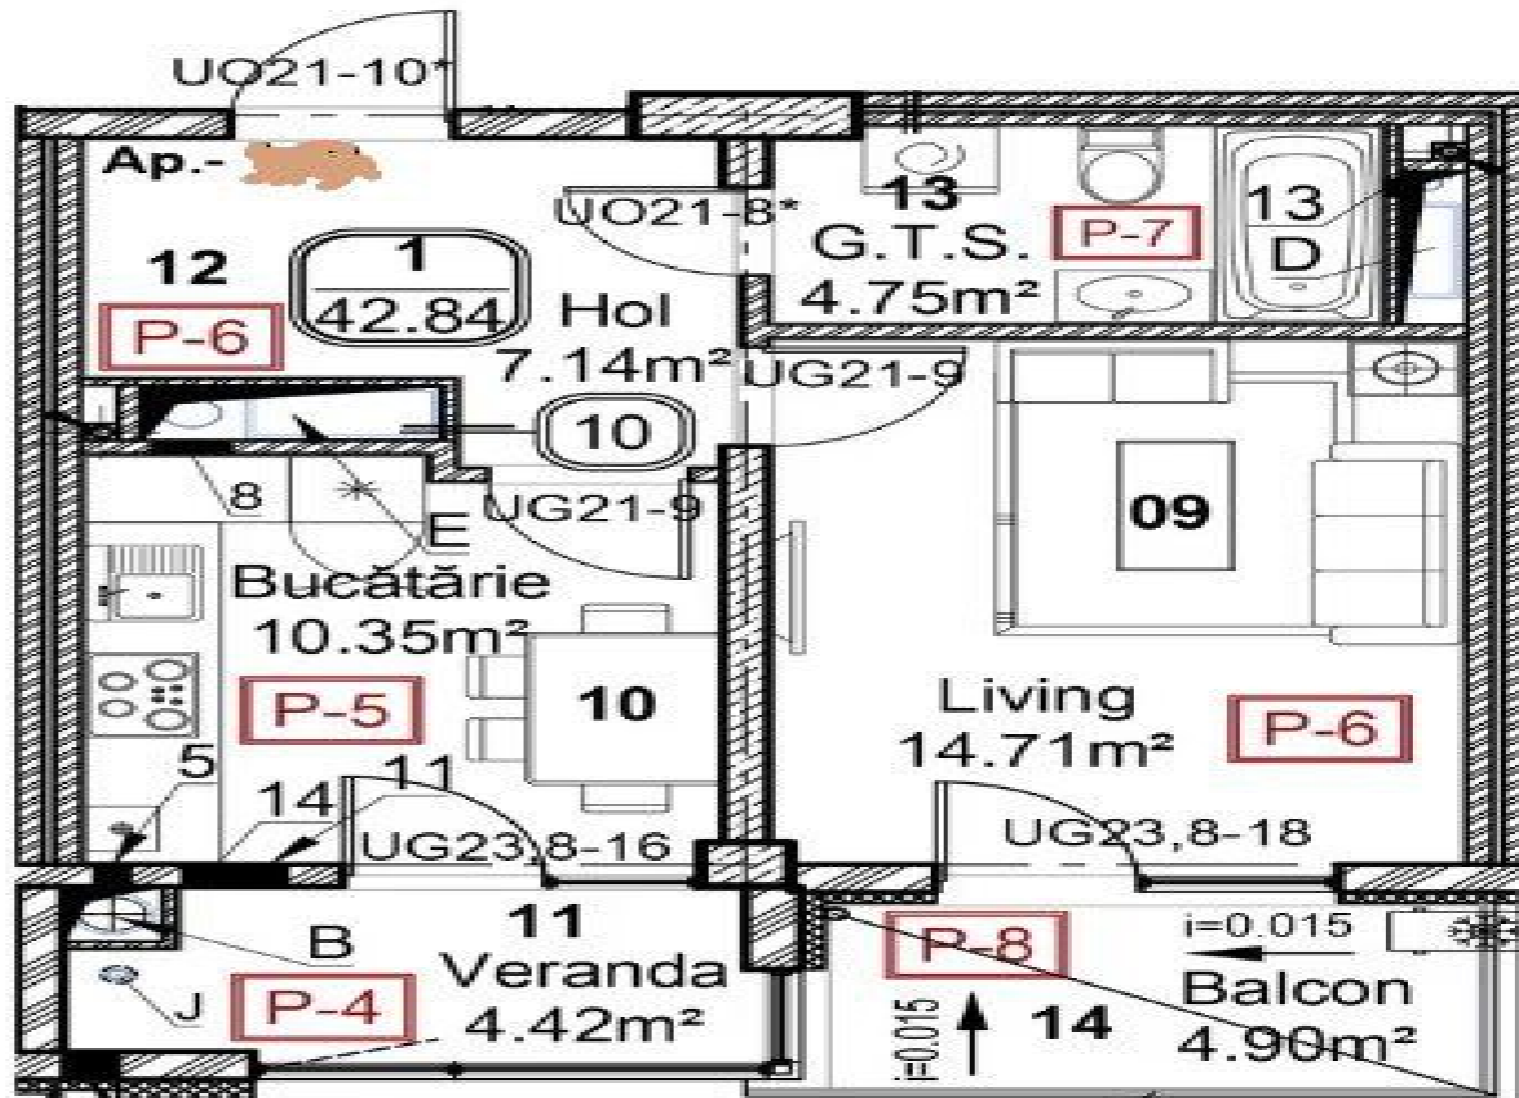 UO21-10*
Ap.-
13
UO21-8*
P-7
13
G.T.S.
D
4.75m²
12
1
42.84
P-6
Hol
7.14m²
UG21-9
10
8
E
UG21-9
09
Bucătărie
10.35m²
P-5
10
Living
14.71m²
P-6
5
14
11
UG23,8-16
UG23,8-18
11
B
Veranda
4.42m²
J
P-4
P-8
i=0.015
Balcon
4.90m²
i=0.015
14